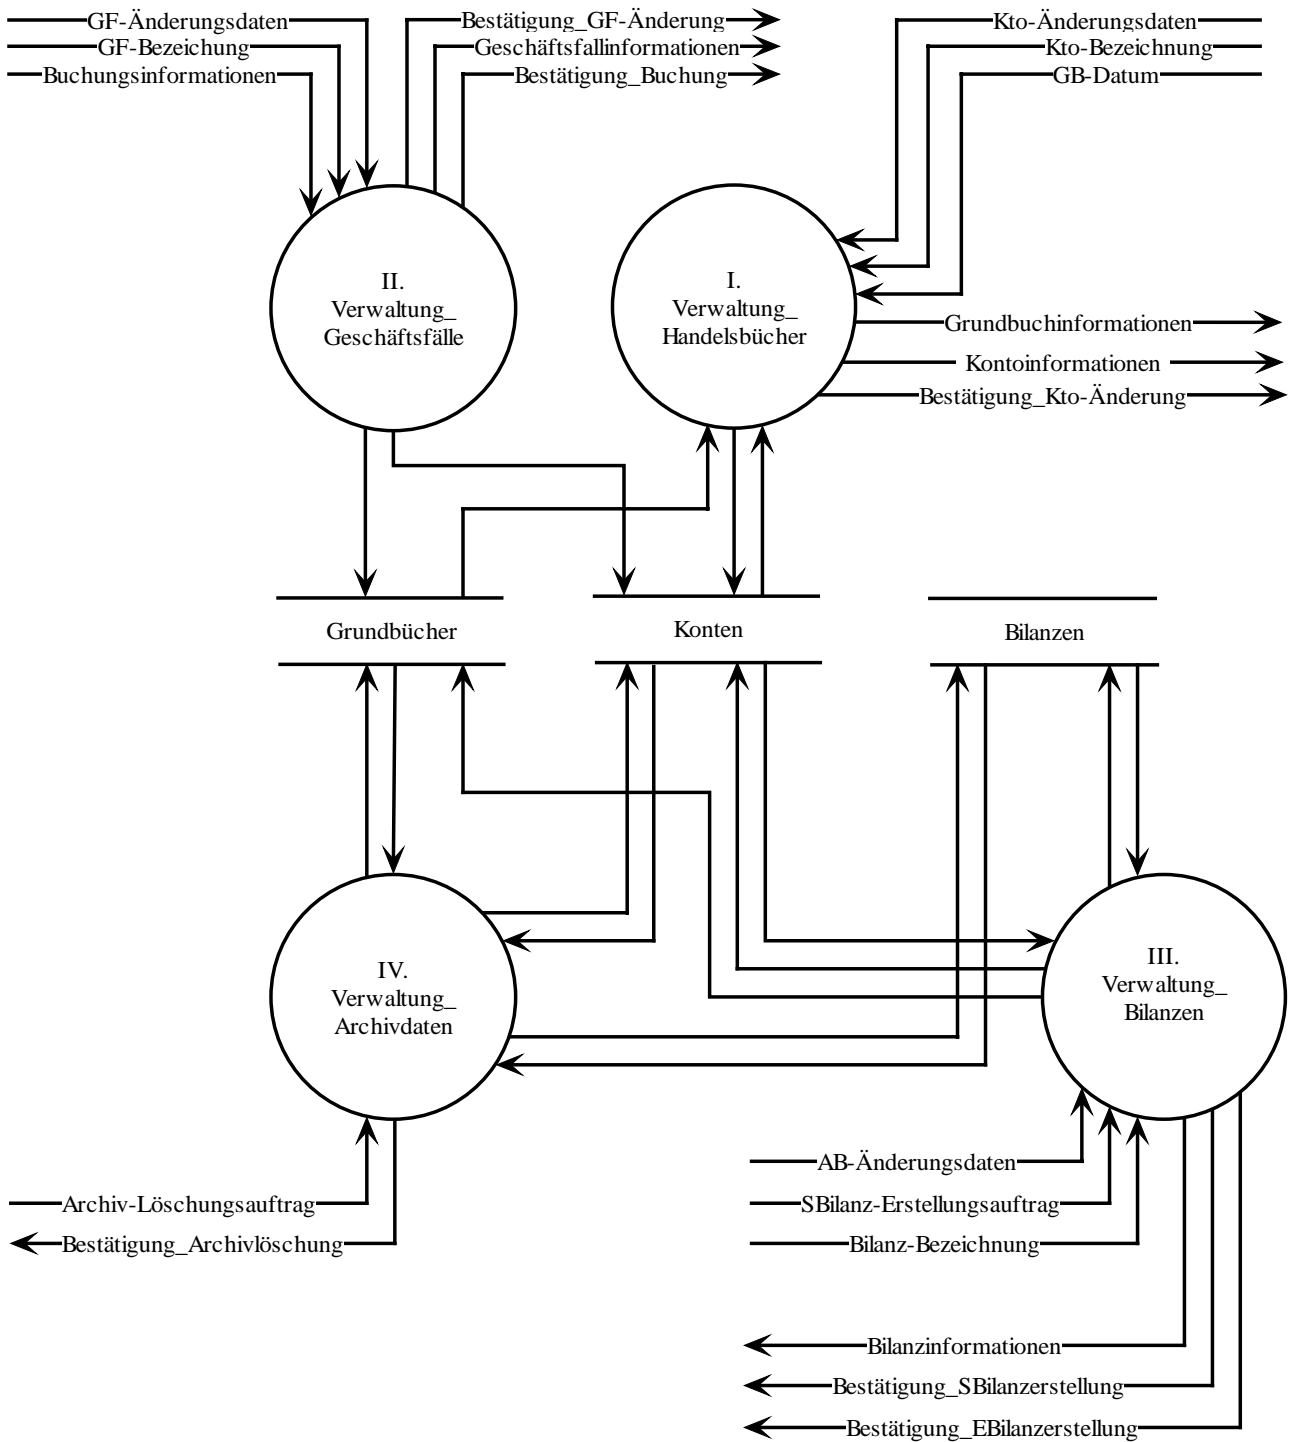 GF-Änderungsdaten
GF-Bezeichung
Buchungsinformationen
Bestätigung_GF-Änderung
Geschäftsfallinformationen
Bestätigung_Buchung
Kto-Änderungsdaten
Kto-Bezeichnung
GB-Datum
II.
Verwaltung_
Geschäftsfälle
I.
Verwaltung_
Handelsbücher
Grundbuchinformationen
Kontoinformationen
Bestätigung_Kto-Änderung
Grundbücher
Konten
Bilanzen
IV.
Verwaltung_
Archivdaten
III.
Verwaltung_
Bilanzen
AB-Änderungsdaten
SBilanz-Erstellungsauftrag
Bilanz-Bezeichnung
Archiv-Löschungsauftrag
Bestätigung_Archivlöschung
Bilanzinformationen
Bestätigung_SBilanzerstellung
Bestätigung_EBilanzerstellung